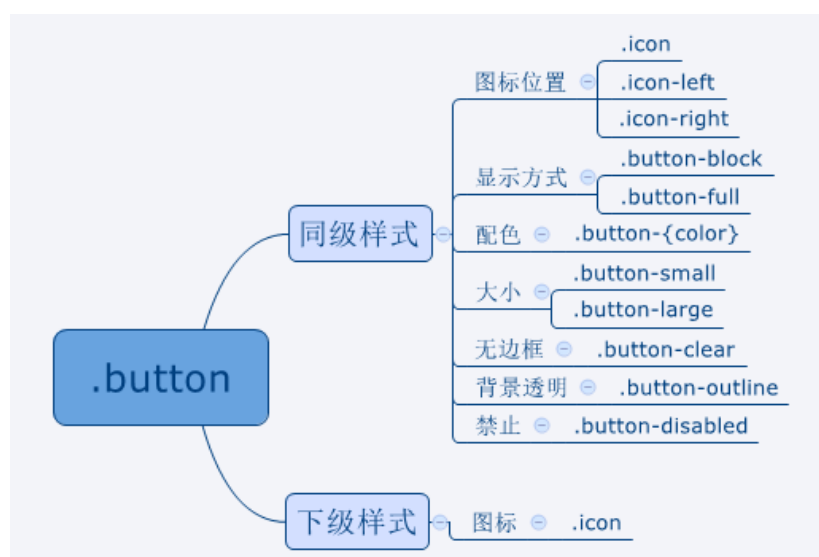 .button
同级样式
图标位置
.icon
.icon-left
.icon-right
显示方式
.button-block
.button-full
配色
.button-{color}
大小
.button-small
.button-large
无边框
.button-clear
背景透明
.button-outline
禁止
.button-disabled
下级样式
图标
.icon